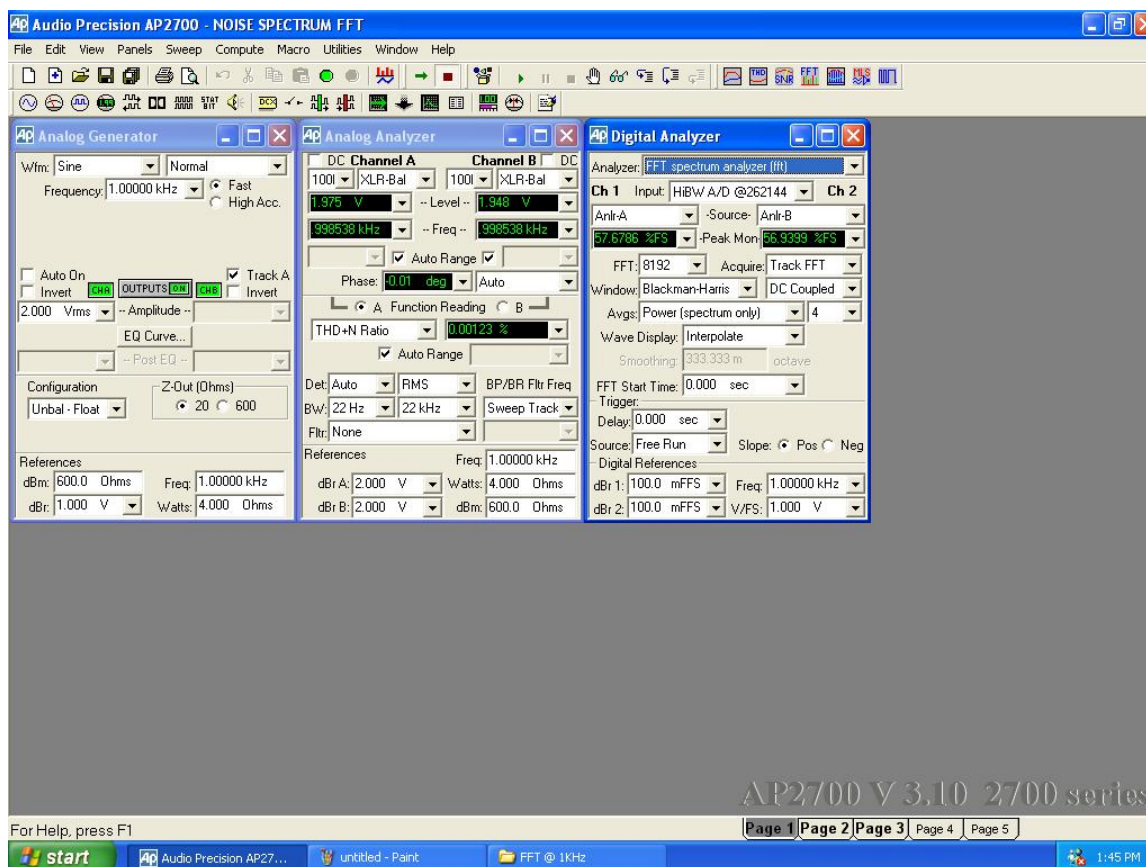 Audio Precision AP2700 - NOISE SPECTRUM FFT
File Edit View Panels Sweep Compute Macro Utilities Window Help
Analog Generator
Wfm: Sine Normal
Frequency: 1.00000 kHz Fast
High Acc.
Auto On Track A
Invert CHA OUTPUTS ON CHB Invert
2.000 Vrms -- Amplitude --
EQ Curve...
-- Post EQ --
Configuration Z-Out (Ohms)
Unbal - Float 20 600
References
dBm: 600.0 Ohms Freq: 1.00000 kHz
dBr: 1.000 V Watts: 4.000 Ohms
Analog Analyzer
DC Channel A Channel B DC
XLR-Bal XLR-Bal
1.975 V -- Level -- 1.948 V
.998538 kHz -- Freq -- .998538 kHz
Auto Range
Phase: -0.01 deg Auto
A Function Reading B
THD+N Ratio 0.00123 %
Auto Range
Det: Auto RMS BP/BR Fltr Freq
BW: 22 Hz 22 kHz Sweep Track
Fltr: None
References Freq: 1.00000 kHz
dBr A: 2.000 V Watts: 4.000 Ohms
dBr B: 2.000 V dBm: 600.0 Ohms
Digital Analyzer
Analyzer: FFT spectrum analyzer (fft)
Ch 1 Input: HiBW A/D @262144 Ch 2
Anlr-A -Source- Anlr-B
57.6786 %FS -Peak Mon- 56.9399 %FS
FFT: 8192 Acquire: Track FFT
Window: Blackman-Harris DC Coupled
Avgs: Power (spectrum only) 4
Wave Display: Interpolate
Smoothing: 333.333 m octave
FFT Start Time: 0.000 sec
Trigger:
Delay: 0.000 sec
Source: Free Run Slope: Pos Neg
Digital References
dBr 1: 100.0 mFFS Freq: 1.00000 kHz
dBr 2: 100.0 mFFS V/FS: 1.000 V
AP2700 V 3.10 2700 series
For Help, press F1
Page 1 Page 2 Page 3 Page 4 Page 5
start Audio Precision AP27... untitled - Paint FFT @ 1KHz 1:45 PM